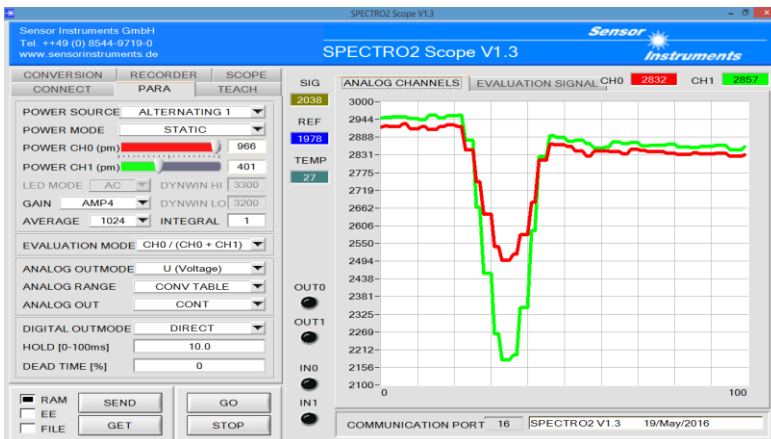 SPECTRO2 Scope V1.3
Sensor Instruments GmbH
Tel. ++49 (0) 8544-9719-0
www.sensorinstruments.de
SPECTRO2 Scope V1.3
Sensor
Instruments
CONVERSION RECORDER SCOPE
CONNECT PARA TEACH
POWER SOURCE ALTERNATING 1
POWER MODE STATIC
POWER CH0 (pm) 966
POWER CH1 (pm) 401
LED MODE AC DYNWIN HI 3300
GAIN AMP4 DYNWIN LO 3200
AVERAGE 1024 INTEGRAL 1
EVALUATION MODE CH0 / (CH0 + CH1)
ANALOG OUTMODE U (Voltage)
ANALOG RANGE CONV TABLE
ANALOG OUT CONT
DIGITAL OUTMODE DIRECT
HOLD [0-100ms] 10.0
DEAD TIME [%] 0
RAM
EE
FILE
SEND GO
GET STOP
SIG
2038
REF
1978
TEMP
27
OUT0
OUT1
IN0
IN1
ANALOG CHANNELS EVALUATION SIGNAL CH0 2832 CH1 2857
3000
2944
2888
2831
2775
2719
2662
2606
2550
2494
2438
2381
2325
2269
2212
2156
2100
0 100
COMMUNICATION PORT 16 SPECTRO2 V1.3 19/May/2016